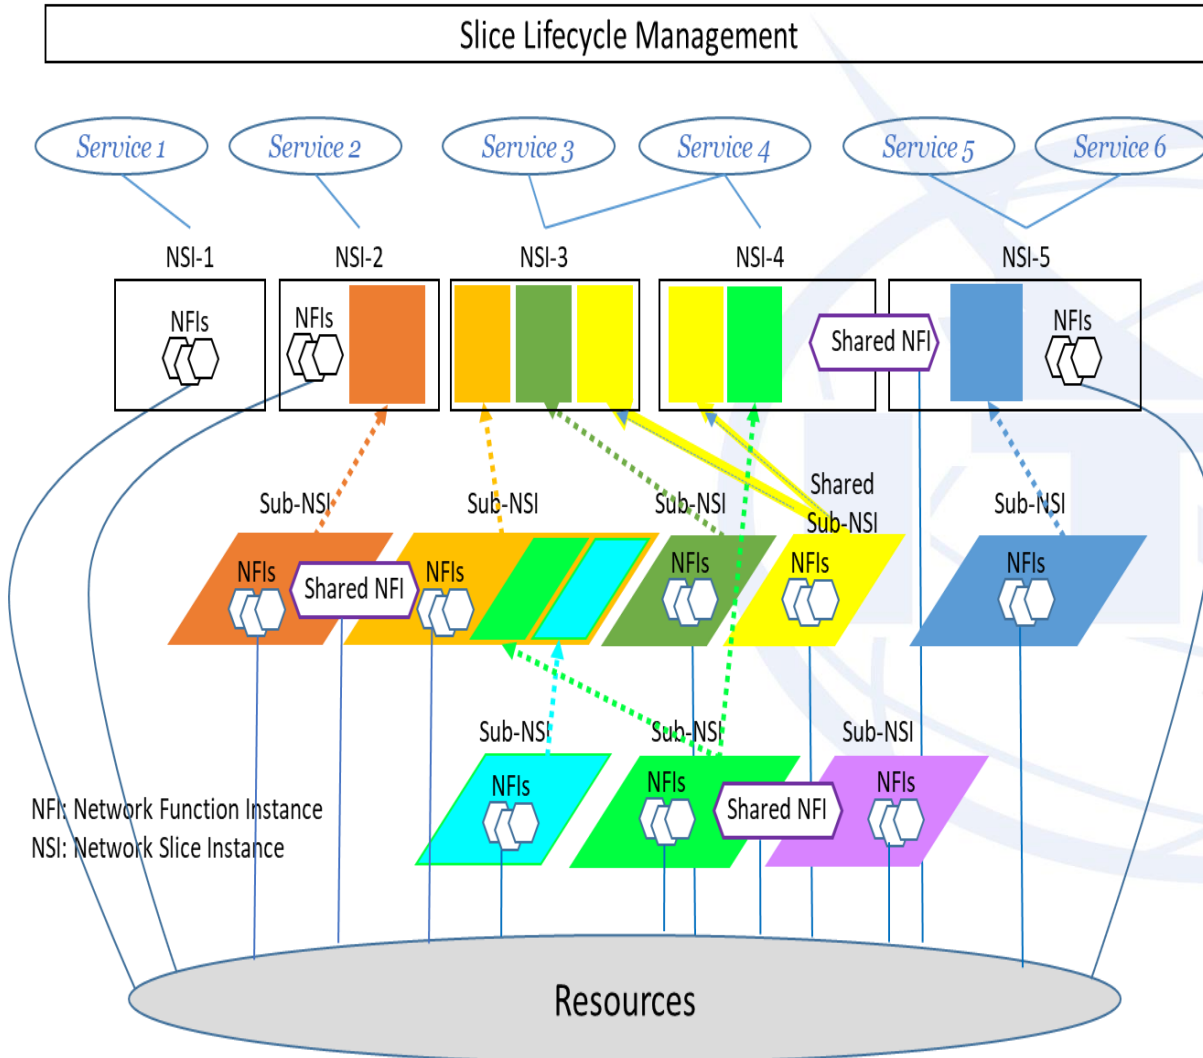 Slice Lifecycle Management
Service 1
Service 2
Service 3
Service 4
Service 5
Service 6
NSI-1
NSI-2
NSI-3
NSI-4
NSI-5
NFIs
NFIs
Shared NFI
NFIs
Sub-NSI
Sub-NSI
Sub-NSI
Shared
Sub-NSI
Sub-NSI
NFIs
Shared NFI
NFIs
NFIs
NFIs
NFIs
Sub-NSI
Sub-NSI
Sub-NSI
NFIs
NFIs
Shared NFI
NFIs
NFI: Network Function Instance
NSI: Network Slice Instance
Resources